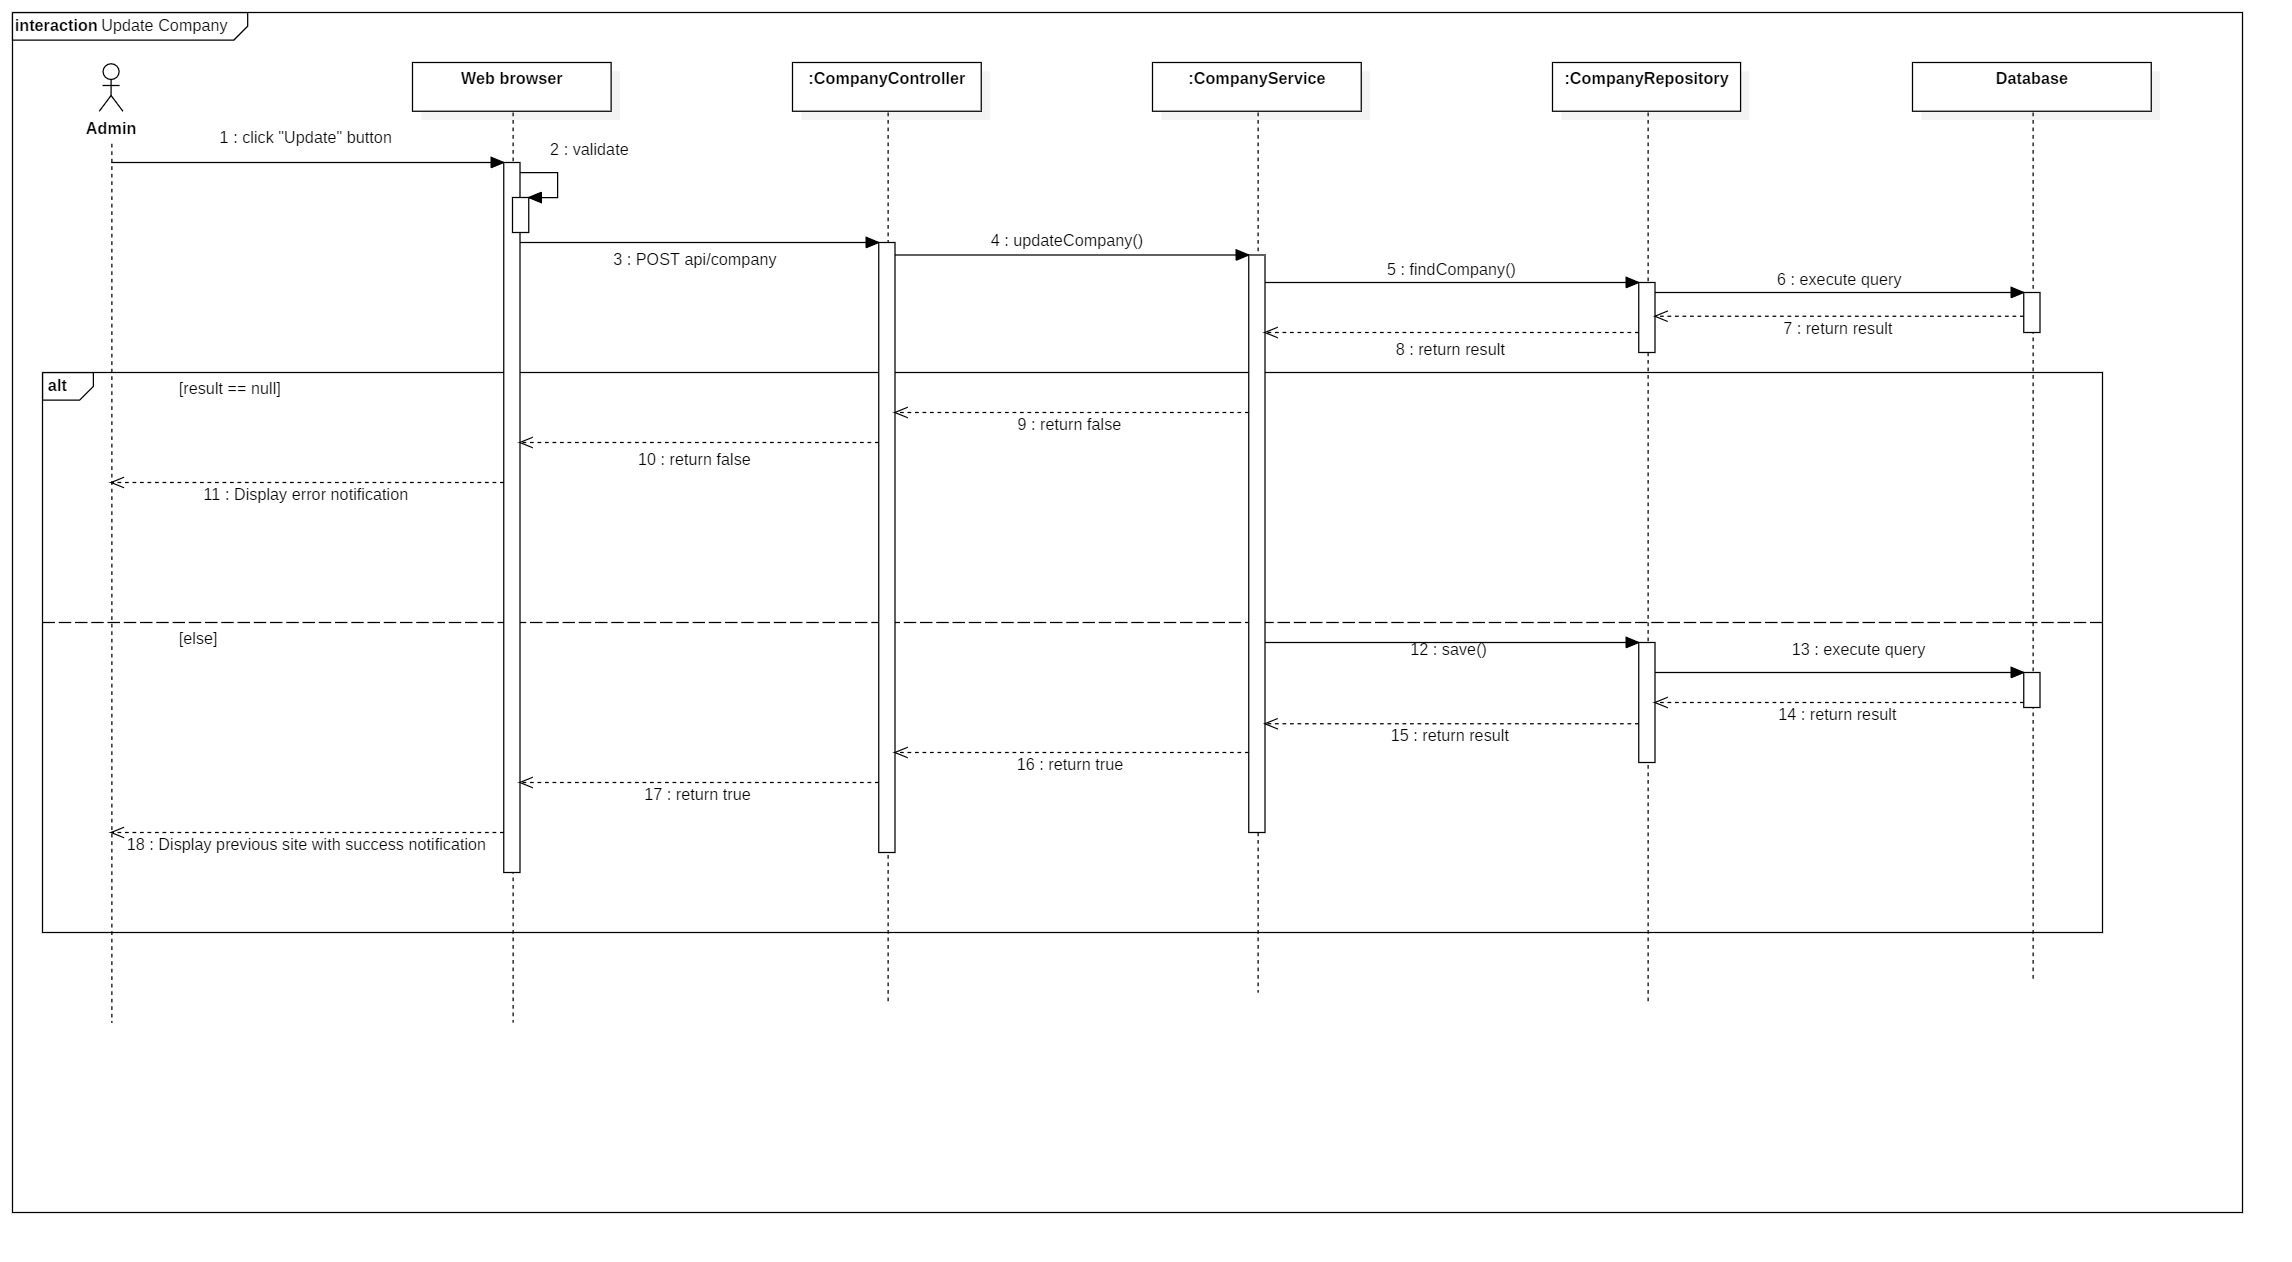 interaction Update Company
Admin
Web browser
:CompanyController
:CompanyService
:CompanyRepository
Database
1 : click "Update" button
2 : validate
3 : POST api/company
4 : updateCompany()
5 : findCompany()
6 : execute query
7 : return result
8 : return result
alt
[result == null]
9 : return false
10 : return false
11 : Display error notification
[else]
12 : save()
13 : execute query
14 : return result
15 : return result
16 : return true
17 : return true
18 : Display previous site with success notification